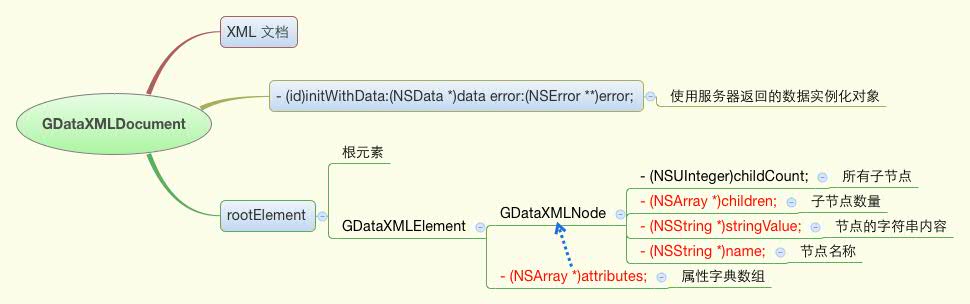 XML 文档
- (id)initWithData:(NSData *)data error:(NSError **)error;
使用服务器返回的数据实例化对象
GDataXMLDocument
根元素
rootElement
GDataXMLElement
GDataXMLNode
- (NSUInteger)childCount;
所有子节点
- (NSArray *)children;
子节点数量
- (NSString *)stringValue;
节点的字符串内容
- (NSString *)name;
节点名称
- (NSArray *)attributes;
属性字典数组